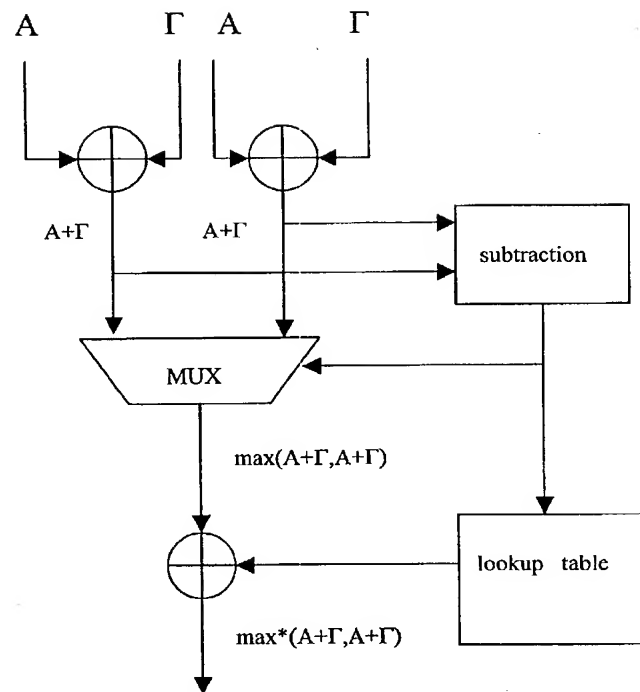 A Γ A Γ
A+Γ A+Γ
subtraction
MUX
max(A+Γ,A+Γ)
lookup table
max*(A+Γ,A+Γ)